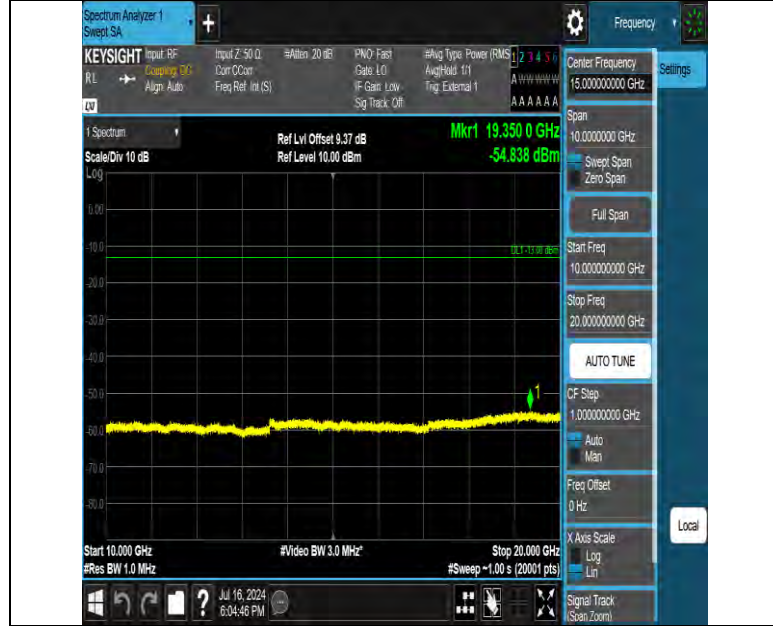 Spectrum Analyzer 1
Swept SA
+
Frequency
KEYSIGHT
RL
LXI
Input: RF
Coupling: DC
Align: Auto
Input Z: 50 Ω
Corr CCorr
Freq Ref: Int (S)
#Atten: 20 dB
PNO: Fast
Gate: LO
IF Gain: Low
Sig Track: Off
#Avg Type: Power (RMS
Avg|Hold: 1/1
Trig: External 1
1 2 3 4 5 6
A W W W W W
A A A A A A
1 Spectrum
Scale/Div 10 dB
Log
Ref Lvl Offset 9.37 dB
Ref Level 10.00 dBm
Mkr1 19.350 0 GHz
-54.838 dBm
0.00
-10.0
DL1 -13.00 dBm
-20.0
-30.0
-40.0
-50.0
1
-60.0
-70.0
-80.0
Start 10.000 GHz
#Res BW 1.0 MHz
#Video BW 3.0 MHz*
Stop 20.000 GHz
#Sweep ~1.00 s (20001 pts)
?
Jul 16, 2024
6:04:46 PM
Center Frequency
15.000000000 GHz
Settings
Span
10.0000000 GHz
Swept Span
Zero Span
Full Span
Start Freq
10.000000000 GHz
Stop Freq
20.000000000 GHz
AUTO TUNE
CF Step
1.000000000 GHz
Auto
Man
Freq Offset
0 Hz
Local
X Axis Scale
Log
Lin
Signal Track
(Span Zoom)